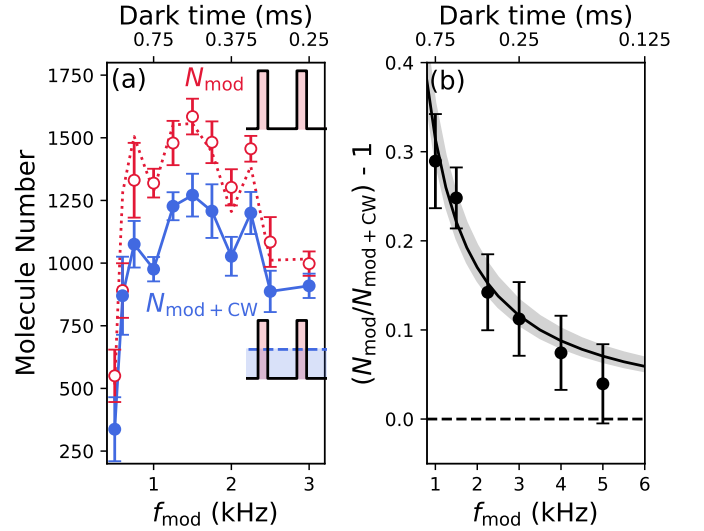 Dark time (ms)
0.75 0.375 0.25
(a)
N_mod
1750
1500
1250
1000
750
500
250
Molecule Number
N_mod + CW
1 2 3
f_mod (kHz)
Dark time (ms)
0.75 0.25 0.125
(b)
0.4
0.3
0.2
0.1
0.0
(N_mod/N_mod + CW) - 1
1 2 3 4 5 6
f_mod (kHz)